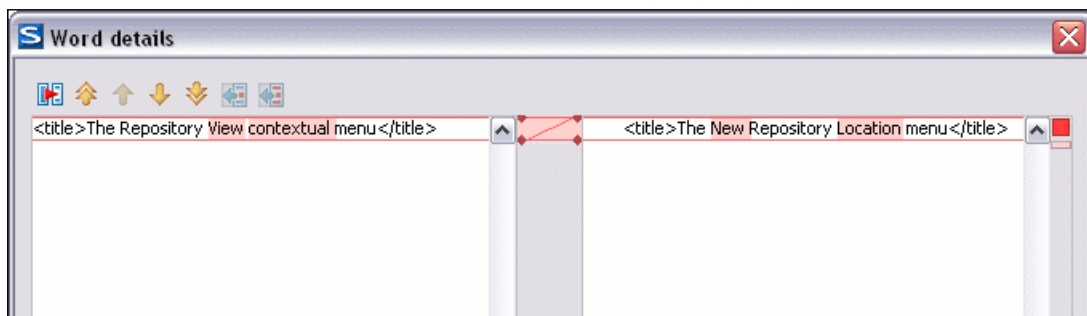 Word details
<title>The Repository View contextual menu</title>
<title>The New Repository Location menu</title>